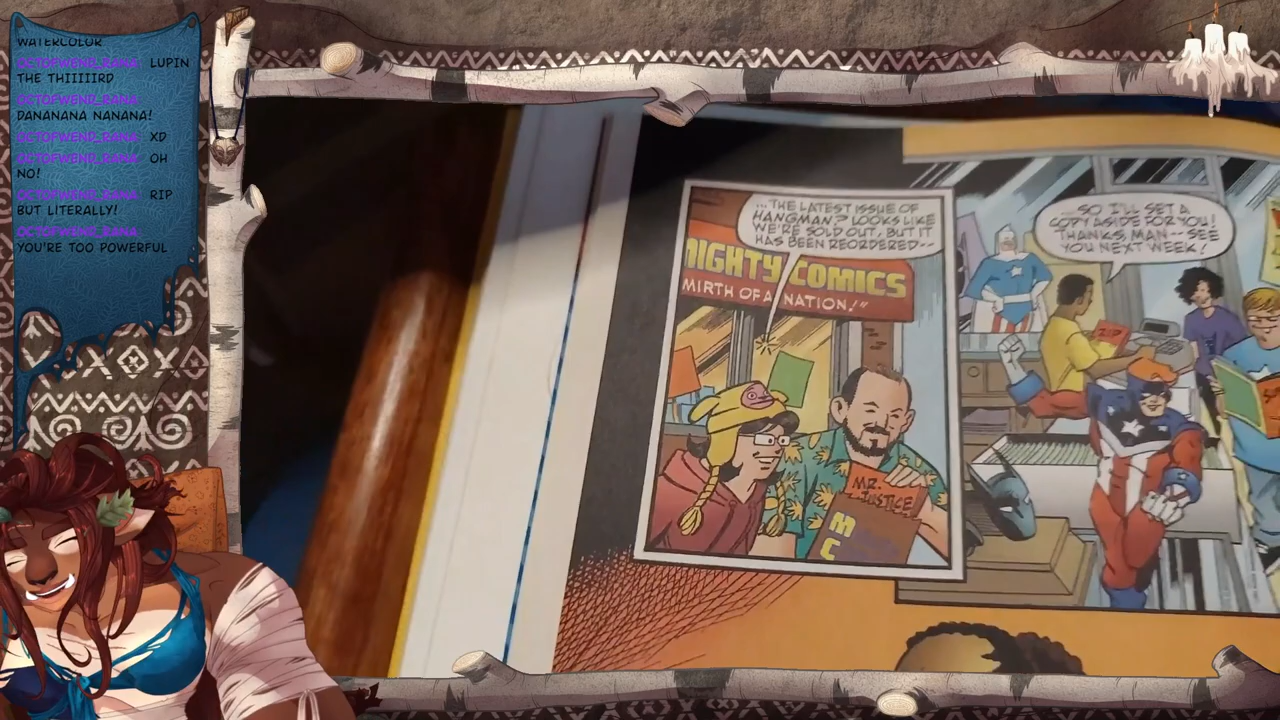 WATERCOLOR
OCTOFWEND_RANA LUPIN
THE THIIIIIRD
OCTOFWEND_RANA
DANANANA NANANA!
OCTOFWEND_RANA XD
OCTOFWEND_RANA OH
NO!
OCTOFWEND_RANA RIP
BUT LITERALLY!
OCTOFWEND_RANA
YOU'RE TOO POWERFUL
...THE LATEST ISSUE OF
HANGMAN? LOOKS LIKE
WE'RE SOLD OUT, BUT IT
HAS BEEN REORDERED--
MIGHTY COMICS
MIRTH OF A NATION!"
MR.
JUSTICE
M
C
...SO I'LL SET A
COPY ASIDE FOR YOU!
THANKS, MAN -- SEE
YOU NEXT WEEK!
ZIP